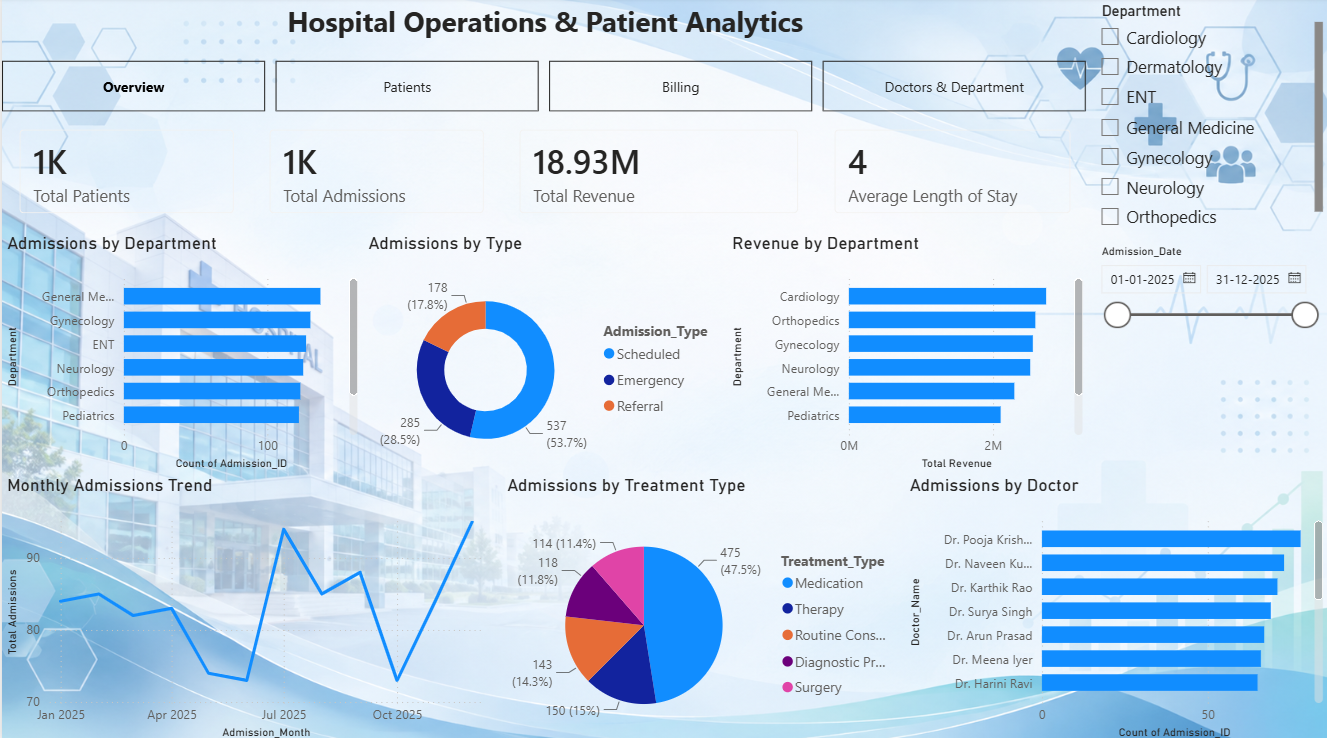 Hospital Operations & Patient Analytics
Overview
Patients
Billing
Doctors & Department
Department
Cardiology
Dermatology
ENT
General Medicine
Gynecology
Neurology
Orthopedics
Admission_Date
01-01-2025
31-12-2025
1K
Total Patients
1K
Total Admissions
18.93M
Total Revenue
4
Average Length of Stay
Admissions by Department
Department
General Me...
Gynecology
ENT
Neurology
Orthopedics
Pediatrics
0
100
Count of Admission_ID
HOSPITAL
Admissions by Type
178
(17.8%)
285
(28.5%)
537
(53.7%)
Admission_Type
Scheduled
Emergency
Referral
Revenue by Department
Department
Cardiology
Orthopedics
Gynecology
Neurology
General Me...
Pediatrics
0M
2M
Total Revenue
Monthly Admissions Trend
Total Admissions
90
80
70
Jan 2025
Apr 2025
Jul 2025
Oct 2025
Admission_Month
Admissions by Treatment Type
114 (11.4%)
118
(11.8%)
143
(14.3%)
150 (15%)
475
(47.5%)
Treatment_Type
Medication
Therapy
Routine Cons...
Diagnostic Pr...
Surgery
Admissions by Doctor
Doctor_Name
Dr. Pooja Krish...
Dr. Naveen Ku...
Dr. Karthik Rao
Dr. Surya Singh
Dr. Arun Prasad
Dr. Meena Iyer
Dr. Harini Ravi
0
50
Count of Admission_ID